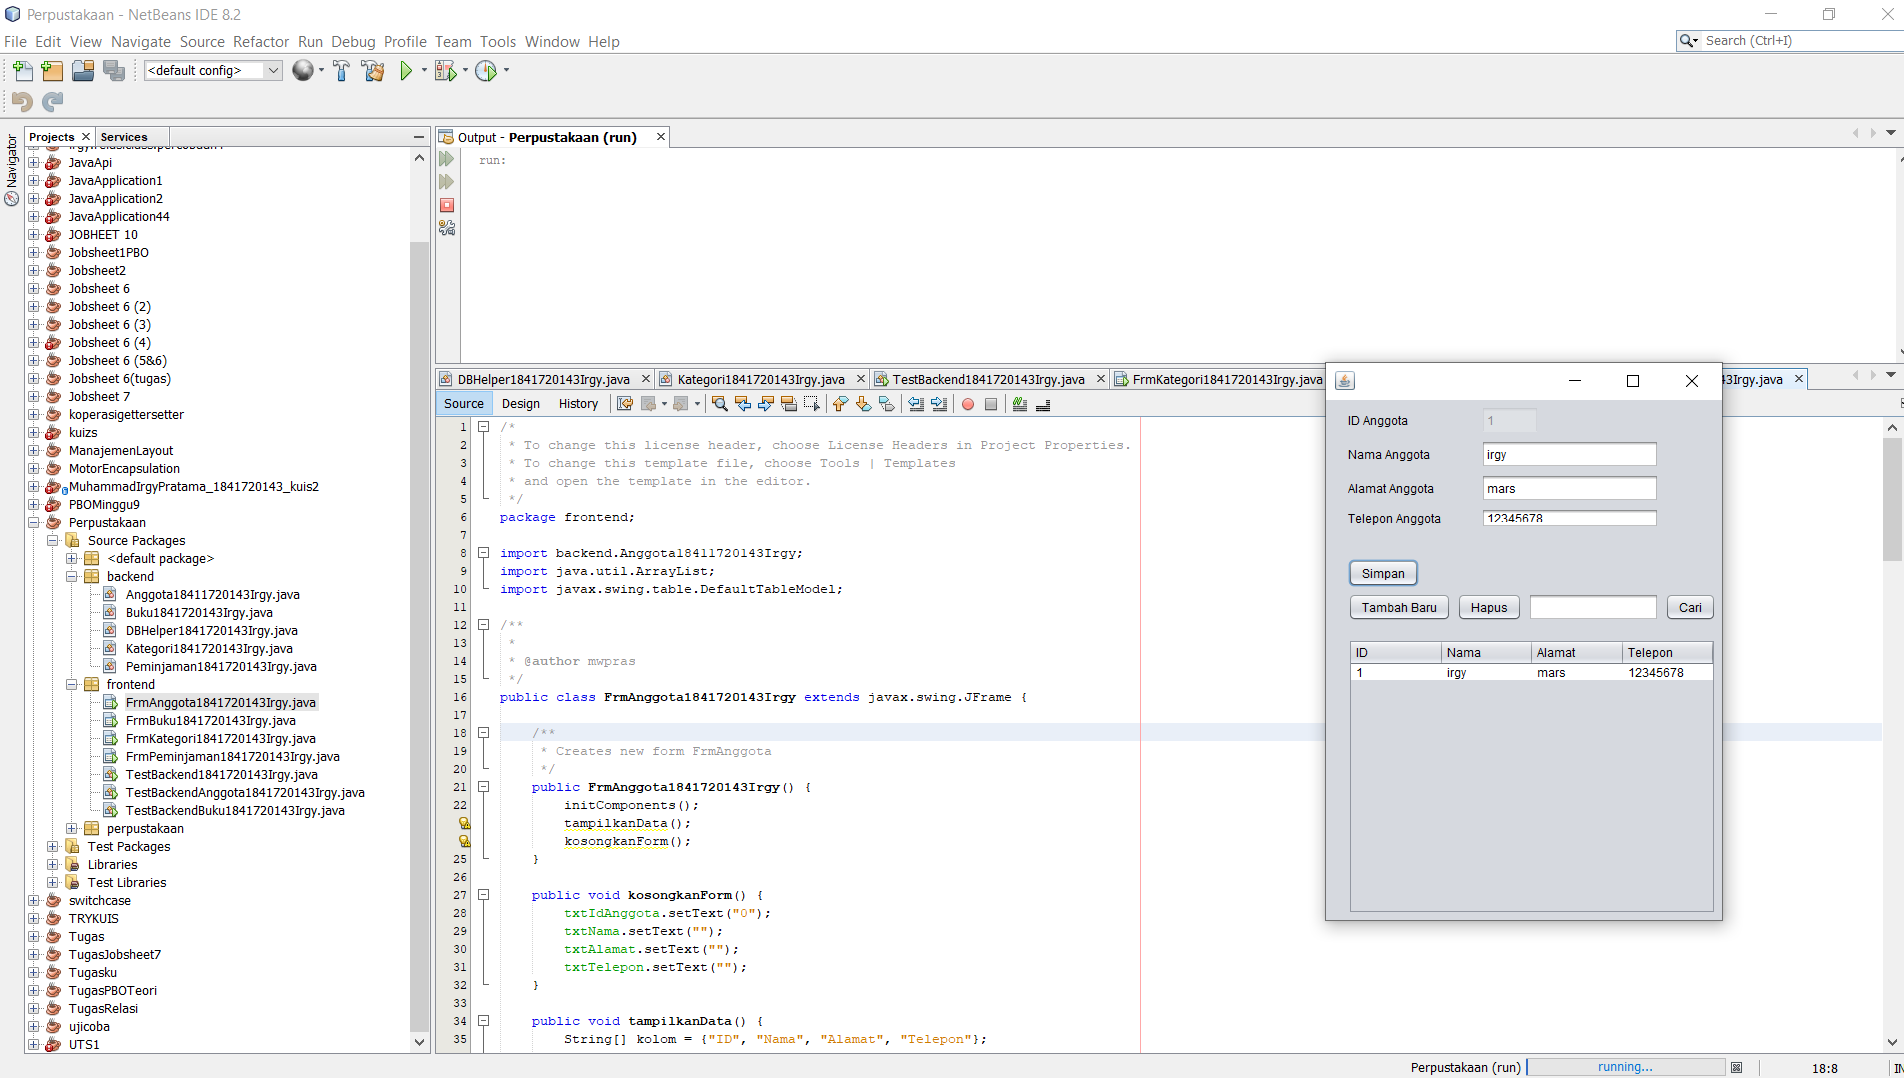 Perpustakaan - NetBeans IDE 8.2
File Edit View Navigate Source Refactor Run Debug Profile Team Tools Window Help
Search (Ctrl+I)
<default config>
Navigator
Projects
Services
JavaApi
JavaApplication1
JavaApplication2
JavaApplication44
JOBHEET 10
Jobsheet1PBO
Jobsheet2
Jobsheet 6
Jobsheet 6 (2)
Jobsheet 6 (3)
Jobsheet 6 (4)
Jobsheet 6 (5&6)
Jobsheet 6(tugas)
Jobsheet 7
koperasigettersetter
kuizs
ManajemenLayout
MotorEncapsulation
MuhammadIrgyPratama_1841720143_kuis2
PBOMinggu9
Perpustakaan
Source Packages
<default package>
backend
Anggota18411720143Irgy.java
Buku1841720143Irgy.java
DBHelper1841720143Irgy.java
Kategori1841720143Irgy.java
Peminjaman1841720143Irgy.java
frontend
FrmAnggota1841720143Irgy.java
FrmBuku1841720143Irgy.java
FrmKategori1841720143Irgy.java
FrmPeminjaman1841720143Irgy.java
TestBackend1841720143Irgy.java
TestBackendAnggota1841720143Irgy.java
TestBackendBuku1841720143Irgy.java
perpustakaan
Test Packages
Libraries
Test Libraries
switchcase
TRYKUIS
Tugas
TugasJobsheet7
Tugasku
TugasPBOTeori
TugasRelasi
ujicoba
UTS1
Output - Perpustakaan (run)
run:
DBHelper1841720143Irgy.java
Kategori1841720143Irgy.java
TestBackend1841720143Irgy.java
FrmKategori1841720143Irgy.java
3Irgy.java
Source Design History
1 /*
2 * To change this license header, choose License Headers in Project Properties.
3 * To change this template file, choose Tools | Templates
4 * and open the template in the editor.
5 */
6 package frontend;
7
8 import backend.Anggota18411720143Irgy;
9 import java.util.ArrayList;
10 import javax.swing.table.DefaultTableModel;
11
12 /**
13 *
14 * @author mwpras
15 */
16 public class FrmAnggota1841720143Irgy extends javax.swing.JFrame {
17
18 /**
19 * Creates new form FrmAnggota
20 */
21 public FrmAnggota1841720143Irgy() {
22 initComponents();
tampilkanData();
kosongkanForm();
25 }
26
27 public void kosongkanForm() {
28 txtIdAnggota.setText("0");
29 txtNama.setText("");
30 txtAlamat.setText("");
31 txtTelepon.setText("");
32 }
33
34 public void tampilkanData() {
35 String[] kolom = {"ID", "Nama", "Alamat", "Telepon"};
ID Anggota 1
Nama Anggota irgy
Alamat Anggota mars
Telepon Anggota 12345678
Simpan
Tambah Baru Hapus Cari
ID Nama Alamat Telepon
1 irgy mars 12345678
Perpustakaan (run) running... 18:8 IN